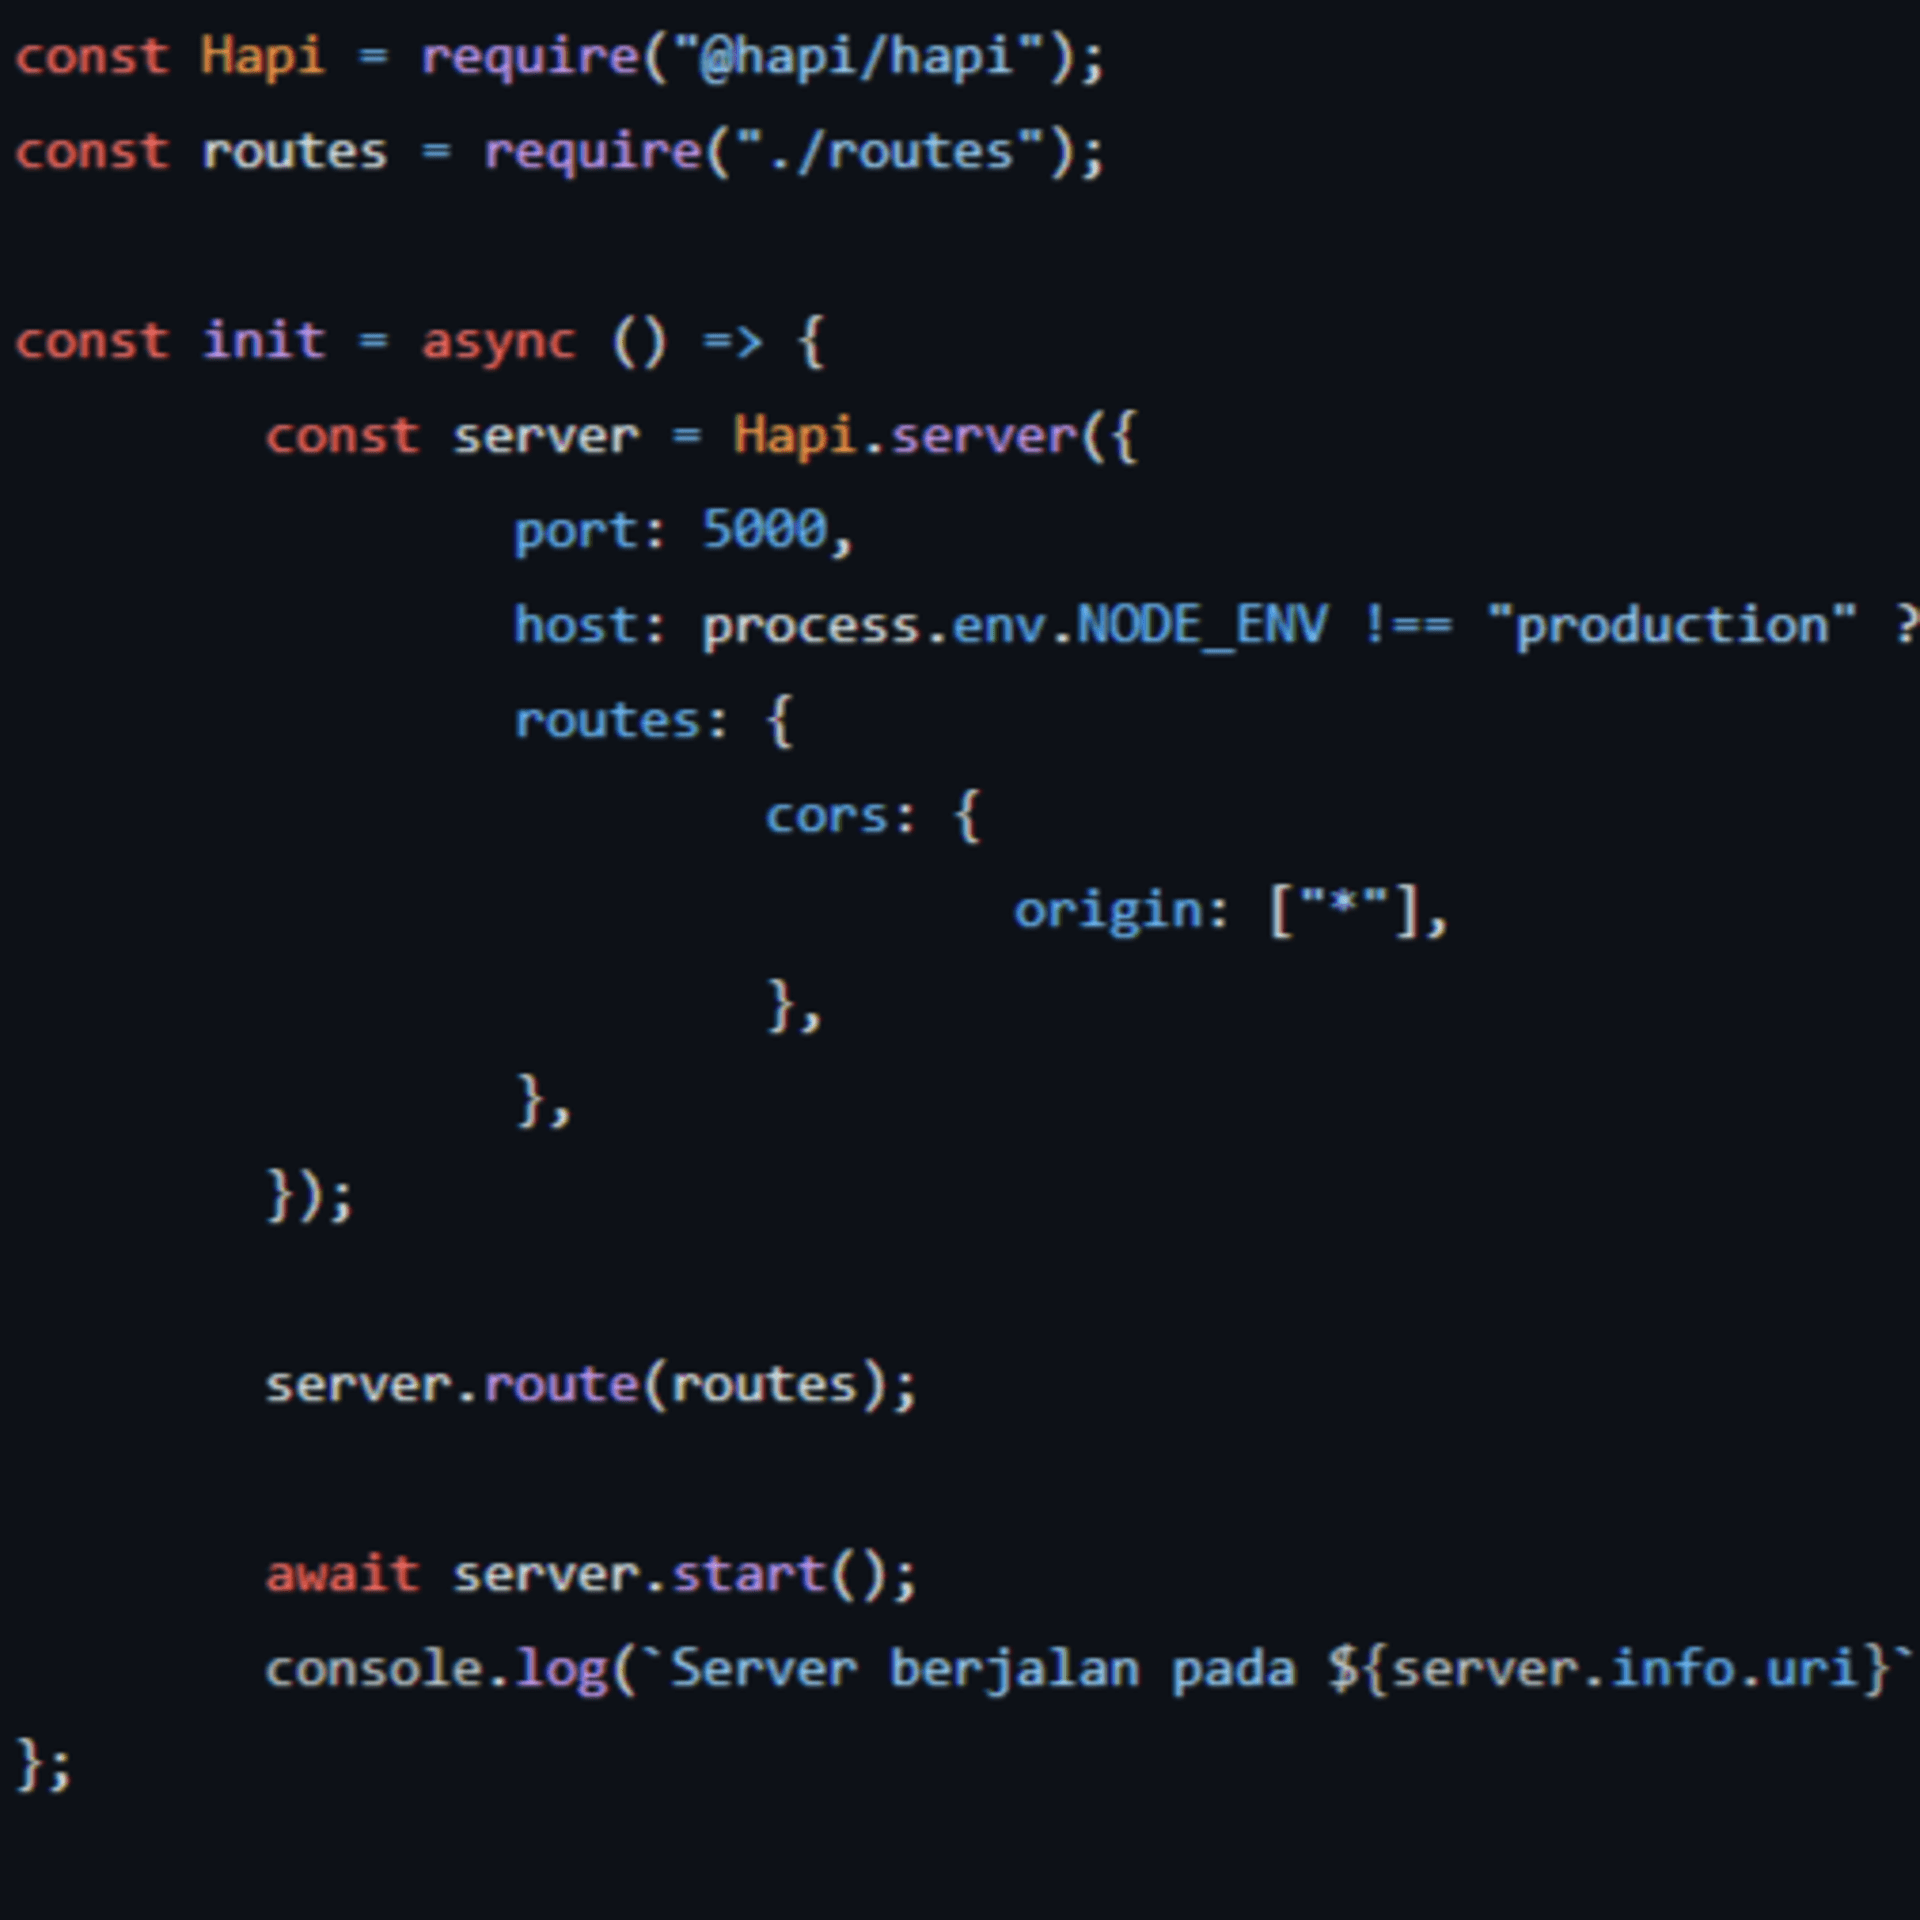 const Hapi = require("@hapi/hapi");
const routes = require("./routes");
const init = async () => {
const server = Hapi.server({
port: 5000,
host: process.env.NODE_ENV !== "production" ?
routes: {
cors: {
origin: ["*"],
},
},
});
server.route(routes);
await server.start();
console.log(`Server berjalan pada ${server.info.uri}`
};